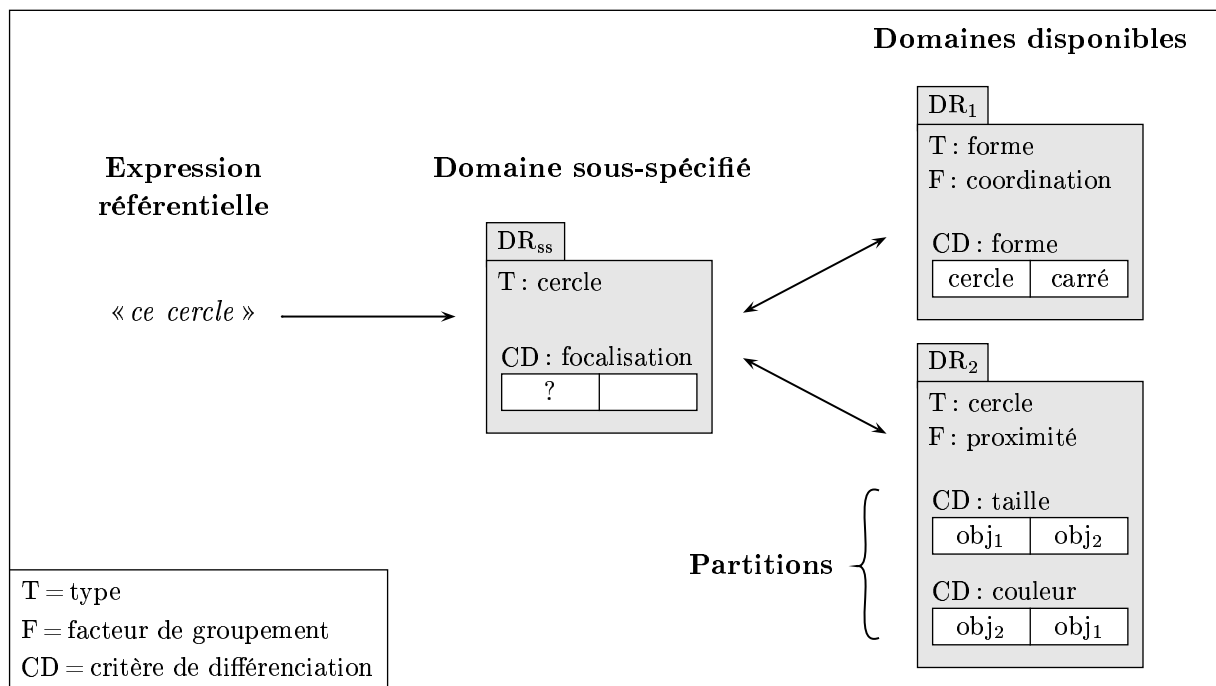 Domaines disponibles
Expression
référentielle
« ce cercle »
Domaine sous-spécifié
DRss
T : cercle
CD : focalisation
?
DR1
T : forme
F : coordination
CD : forme
cercle carré
DR2
T : cercle
F : proximité
CD : taille
obj1 obj2
CD : couleur
obj2 obj1
Partitions
T = type
F = facteur de groupement
CD = critère de différenciation